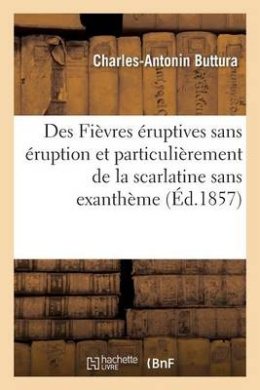 Charles-Antonin Buttura
Des Fièvres éruptives sans
éruption et particulièrement
de la scarlatine sans
exanthème (Éd.1857)
hachette
LIVRE
{BnF